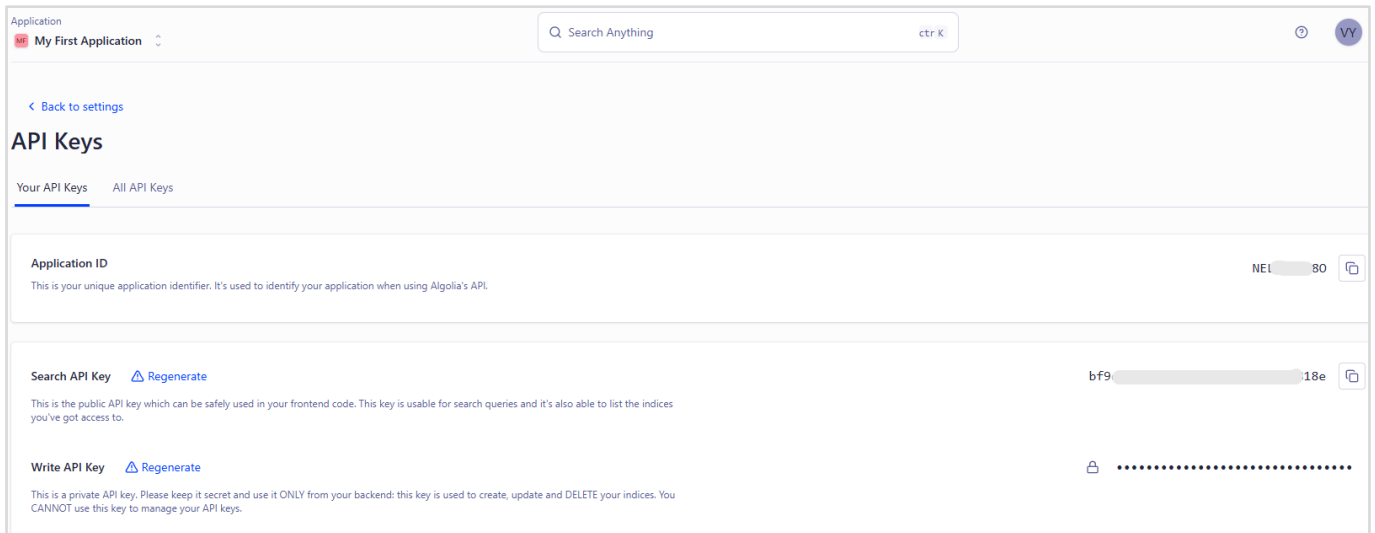 Application
MF My First Application
Search Anything ctrl K
VY
Back to settings
API Keys
Your API Keys All API Keys
Application ID
NEL 80
This is your unique application identifier. It's used to identify your application when using Algolia's API.
Search API Key Regenerate
bf9 18e
This is the public API key which can be safely used in your frontend code. This key is usable for search queries and it's also able to list the indices
you've got access to.
Write API Key Regenerate
This is a private API key. Please keep it secret and use it ONLY from your backend: this key is used to create, update and DELETE your indices. You
CANNOT use this key to manage your API keys.